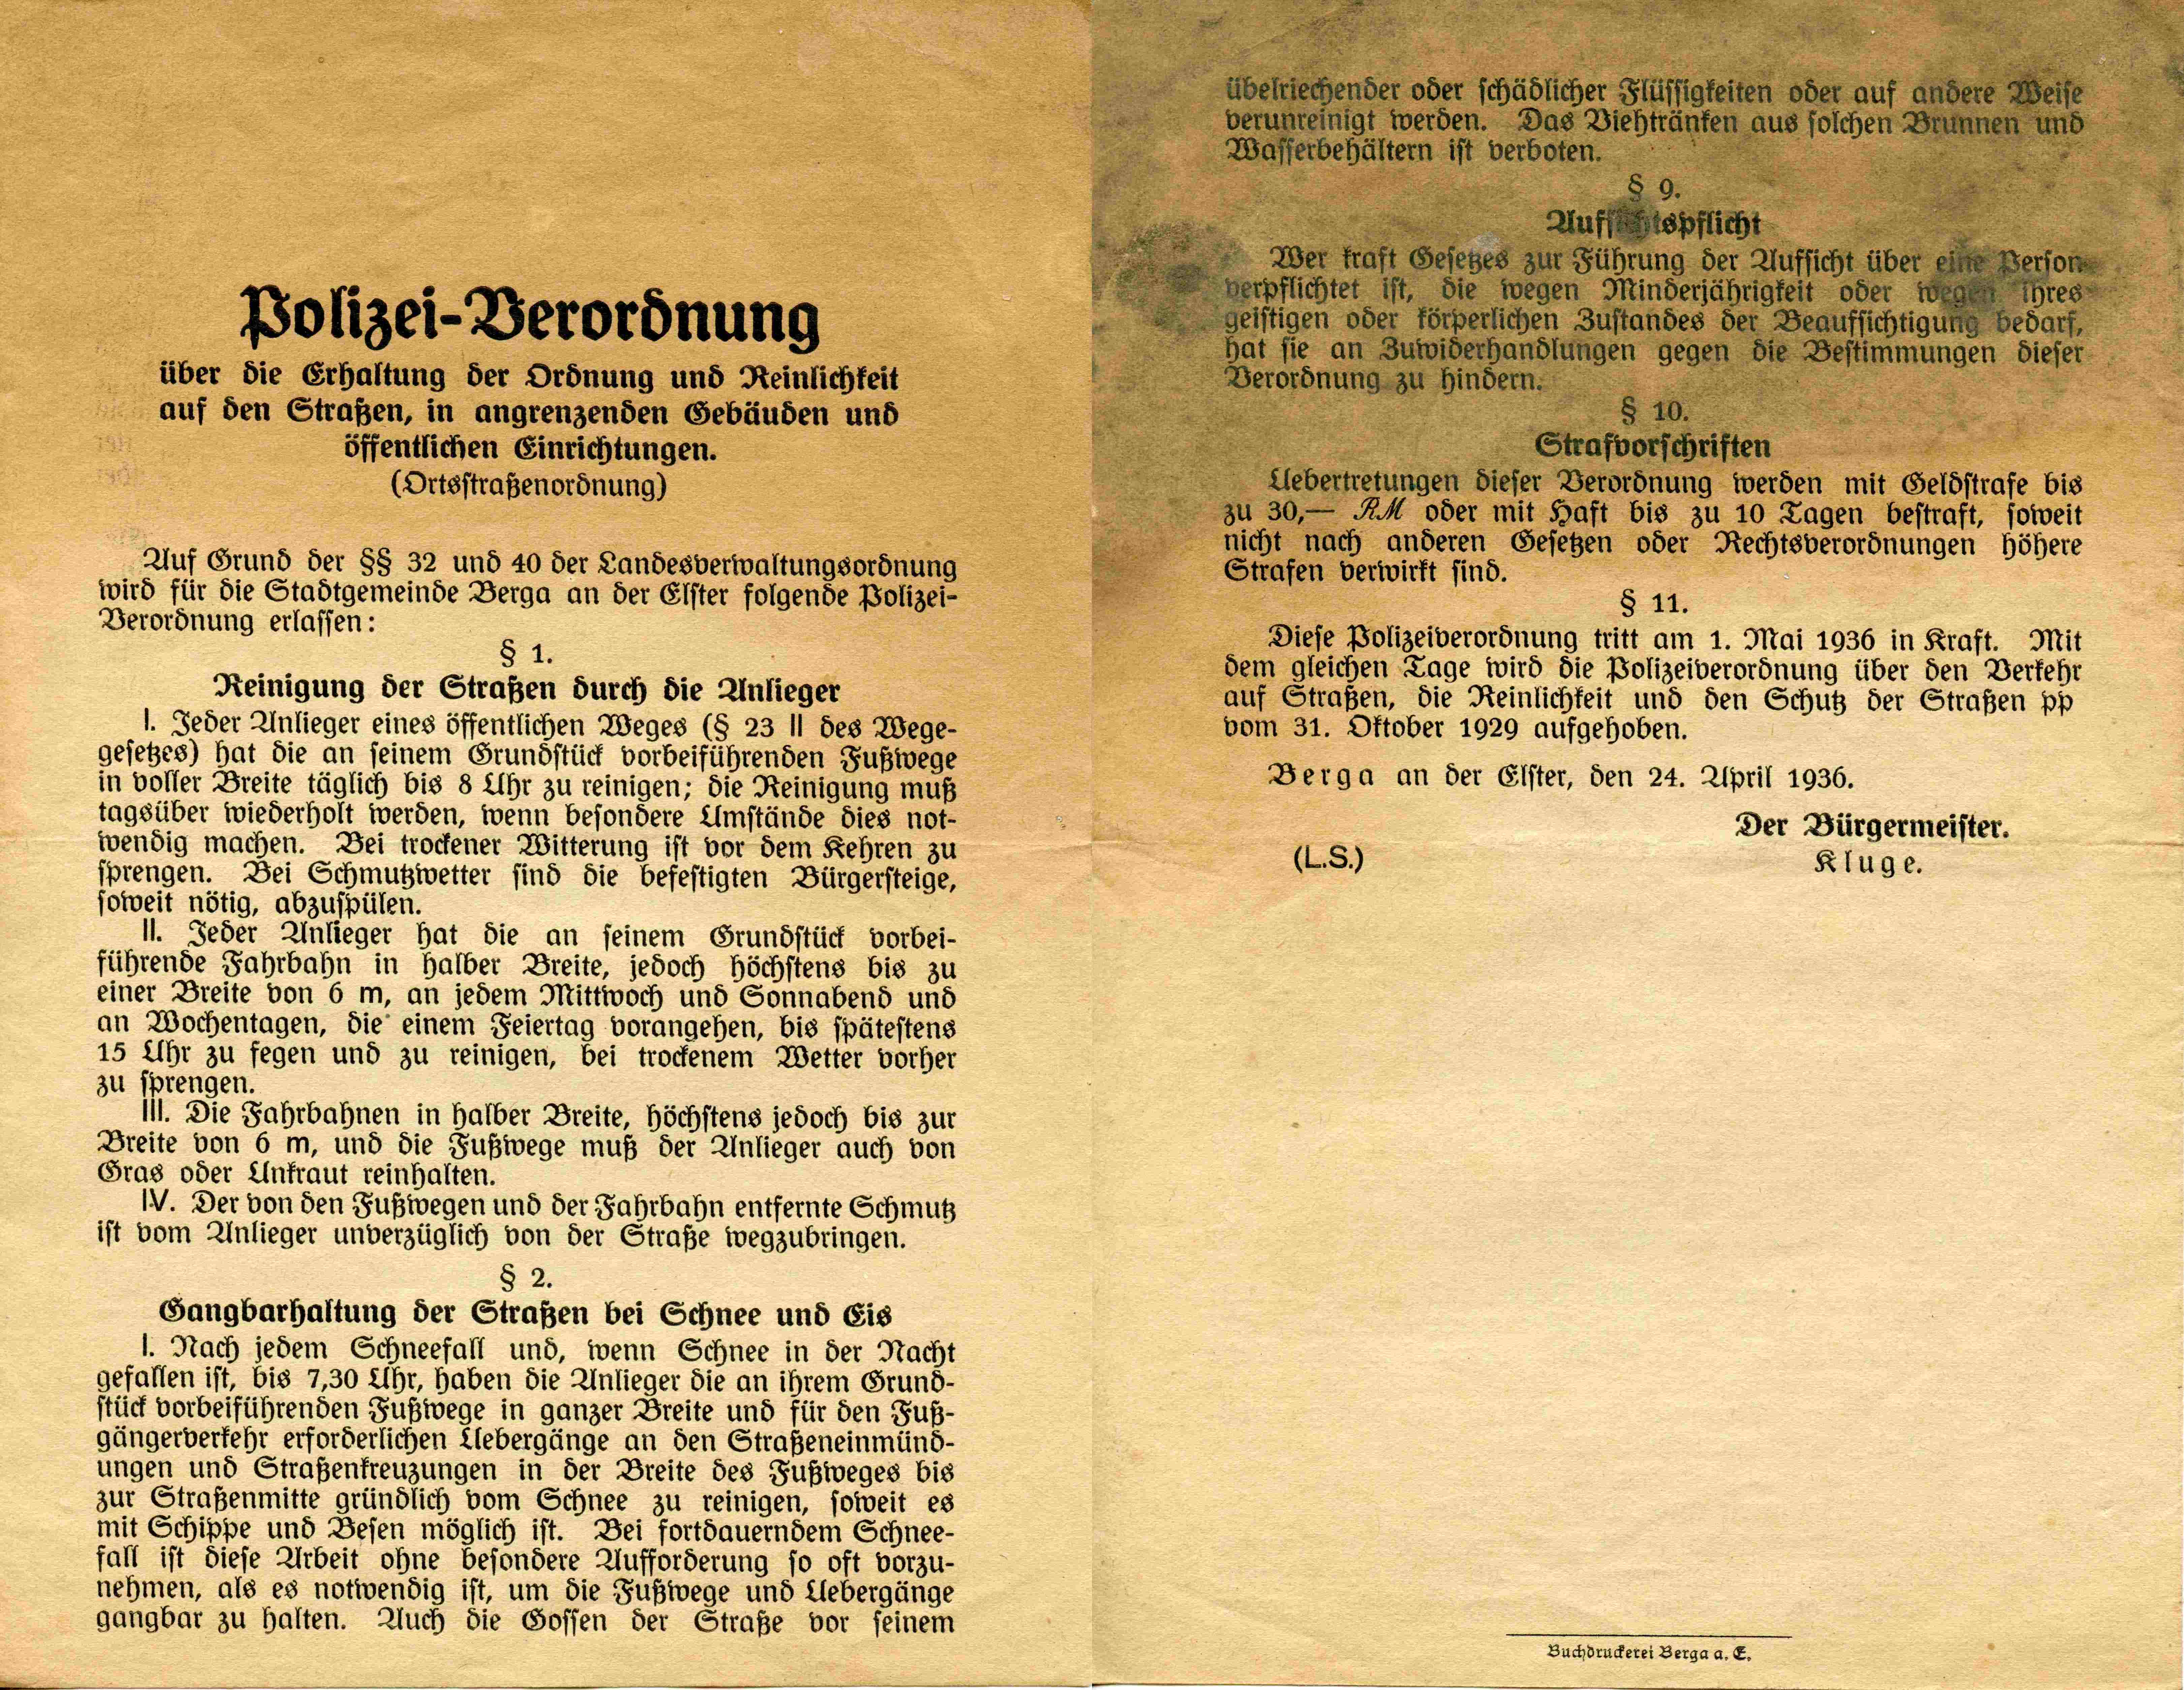 Polizei-Verordnung
über die Erhaltung der Ordnung und Reinlichkeit
auf den Straßen, in angrenzenden Gebäuden und
öffentlichen Einrichtungen.
(Ortsstraßenordnung)
Auf Grund der §§ 32 und 40 der Landesverwaltungsordnung
wird für die Stadtgemeinde Berga an der Elster folgende Polizei-
Verordnung erlassen:
§ 1.
Reinigung der Straßen durch die Anlieger
I. Jeder Anlieger eines öffentlichen Weges (§ 23 II des Wege-
gesetzes) hat die an seinem Grundstück vorbeiführenden Fußwege
in voller Breite täglich bis 8 Uhr zu reinigen; die Reinigung muß
tagsüber wiederholt werden, wenn besondere Umstände dies not-
wendig machen. Bei trockener Witterung ist vor dem Kehren zu
sprengen. Bei Schmutzwetter sind die befestigten Bürgersteige,
soweit nötig, abzuspülen.
II. Jeder Anlieger hat die an seinem Grundstück vorbei-
führende Fahrbahn in halber Breite, jedoch höchstens bis zu
einer Breite von 6 m, an jedem Mittwoch und Sonnabend und
an Wochentagen, die einem Feiertag vorangehen, bis spätestens
15 Uhr zu fegen und zu reinigen, bei trockenem Wetter vorher
zu sprengen.
III. Die Fahrbahnen in halber Breite, höchstens jedoch bis zur
Breite von 6 m, und die Fußwege muß der Anlieger auch von
Gras oder Unkraut reinhalten.
IV. Der von den Fußwegen und der Fahrbahn entfernte Schmutz
ist vom Anlieger unverzüglich von der Straße wegzubringen.
§ 2.
Gangbarhaltung der Straßen bei Schnee und Eis
I. Nach jedem Schneefall und, wenn Schnee in der Nacht
gefallen ist, bis 7,30 Uhr, haben die Anlieger die an ihrem Grund-
stück vorbeiführenden Fußwege in ganzer Breite und für den Fuß-
gängerverkehr erforderlichen Uebergänge an den Straßeneinmünd-
ungen und Straßenkreuzungen in der Breite des Fußweges bis
zur Straßenmitte gründlich vom Schnee zu reinigen, soweit es
mit Schippe und Besen möglich ist. Bei fortdauerndem Schnee-
fall ist diese Arbeit ohne besondere Aufforderung so oft vorzu-
nehmen, als es notwendig ist, um die Fußwege und Uebergänge
gangbar zu halten. Auch die Gossen der Straße vor seinem
übelriechender oder schädlicher Flüssigkeiten oder auf andere Weise
verunreinigt werden. Das Viehtränken aus solchen Brunnen und
Wasserbehältern ist verboten.
§ 9.
Aufsichtspflicht
Wer kraft Gesetzes zur Führung der Aufsicht über eine Person
verpflichtet ist, die wegen Minderjährigkeit oder wegen ihres
geistigen oder körperlichen Zustandes der Beaufsichtigung bedarf,
hat sie an Zuwiderhandlungen gegen die Bestimmungen dieser
Verordnung zu hindern.
§ 10.
Strafvorschriften
Uebertretungen dieser Verordnung werden mit Geldstrafe bis
zu 30,— RM oder mit Haft bis zu 10 Tagen bestraft, soweit
nicht nach anderen Gesetzen oder Rechtsverordnungen höhere
Strafen verwirkt sind.
§ 11.
Diese Polizeiverordnung tritt am 1. Mai 1936 in Kraft. Mit
dem gleichen Tage wird die Polizeiverordnung über den Verkehr
auf Straßen, die Reinlichkeit und den Schutz der Straßen pp
vom 31. Oktober 1929 aufgehoben.
Berga an der Elster, den 24. April 1936.
Der Bürgermeister.
(L.S.) Kluge.
Buchdruckerei Berga a. E.